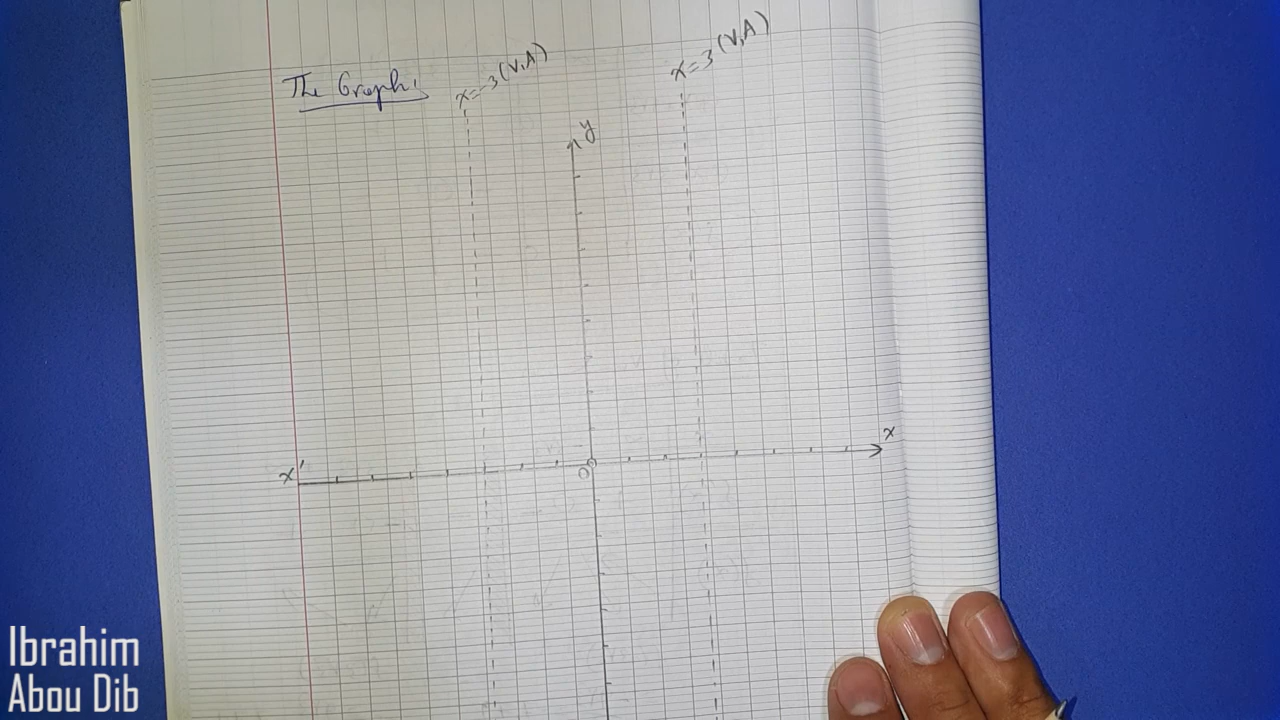 The Graph:
x=-3 (V,A)
x=3 (V,A)
y
x
x'
O
Ibrahim
Abou Dib